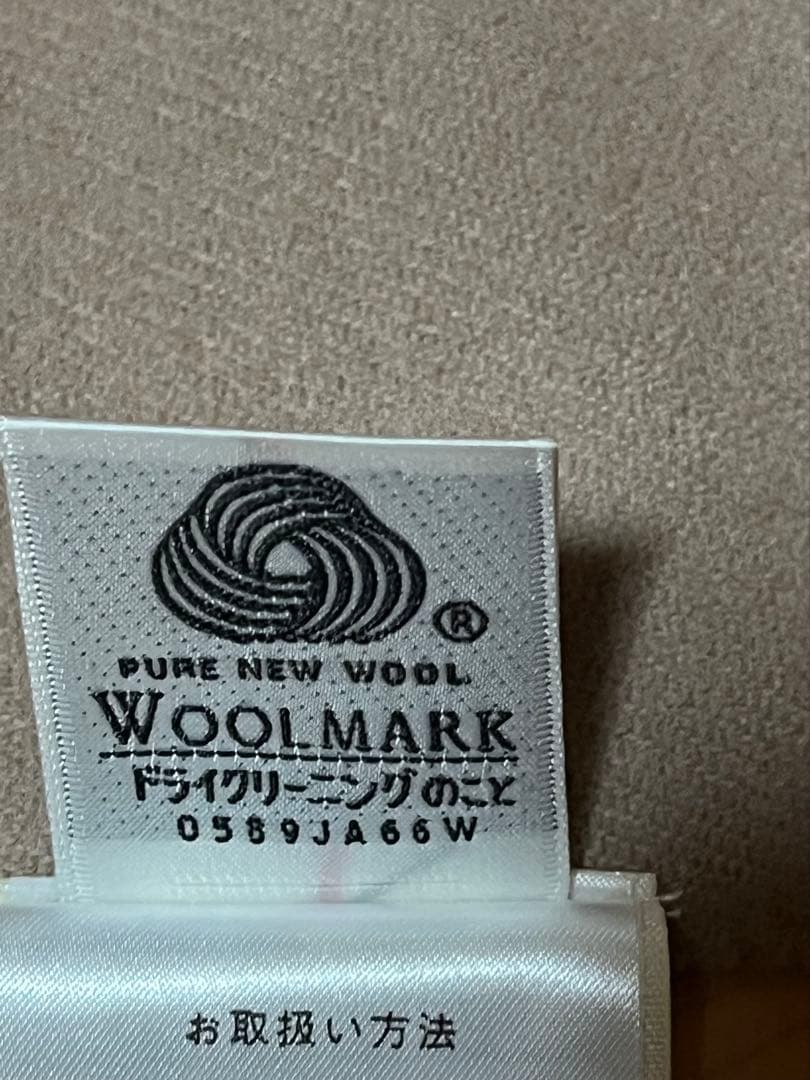 ®
PURE NEW WOOL
WOOLMARK
ドライクリーニングのこと
0589JA66W
お取扱い方法